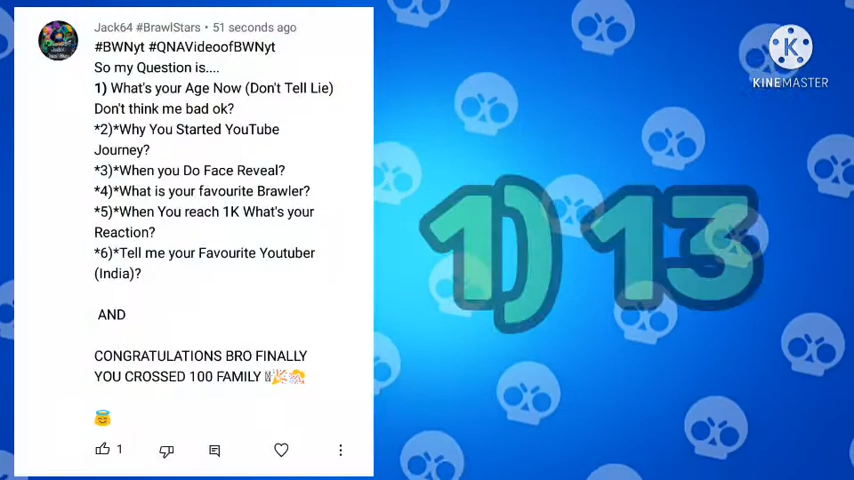 Jack64 #BrawlStars • 51 seconds ago
#BWNyt #QNAVideoofBWNyt
So my Question is....
1) What's your Age Now (Don't Tell Lie)
Don't think me bad ok?
*2)*Why You Started YouTube
Journey?
*3)*When you Do Face Reveal?
*4)*What is your favourite Brawler?
*5)*When You reach 1K What's your
Reaction?
*6)*Tell me your Favourite Youtuber
(India)?
AND
CONGRATULATIONS BRO FINALLY
YOU CROSSED 100 FAMILY 🎉🎊
😇
1
1) 13
K
KINEMASTER